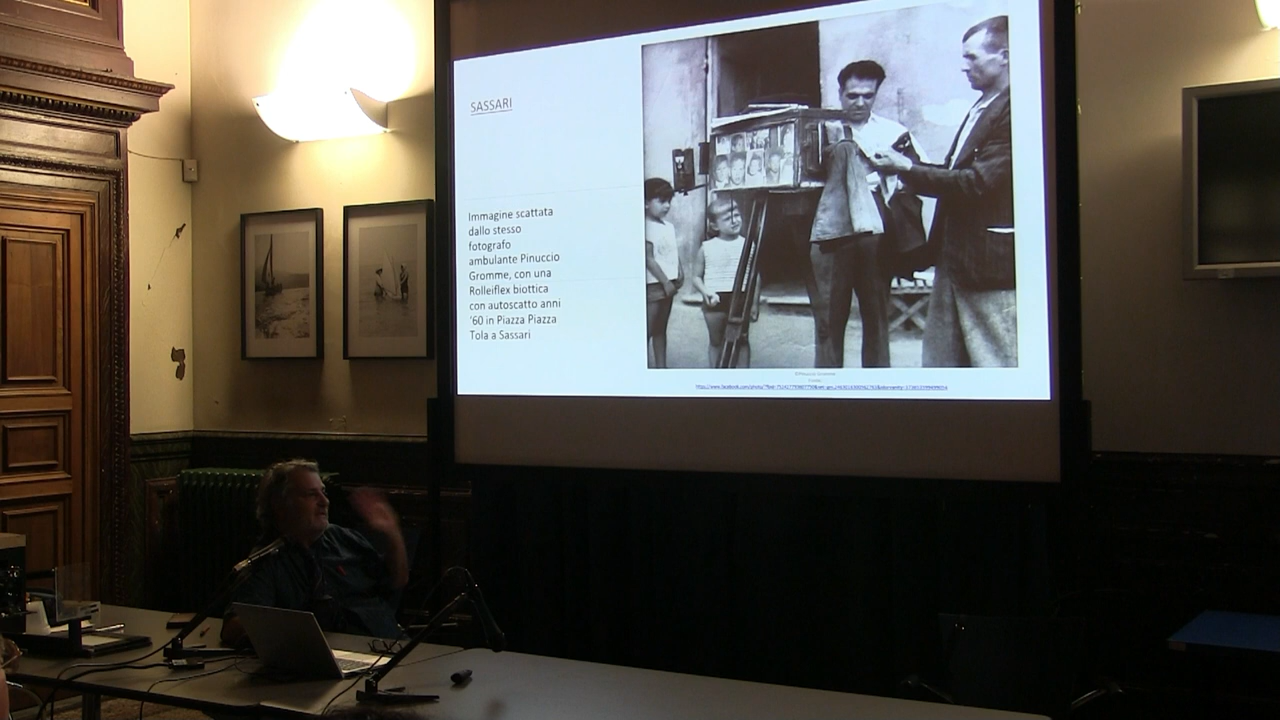 SASSARI
Immagine scattata
dallo stesso
fotografo
ambulante Pinuccio
Gromme, con una
Rolleiflex biottica
con autoscatto anni
'60 in Piazza Piazza
Tola a Sassari